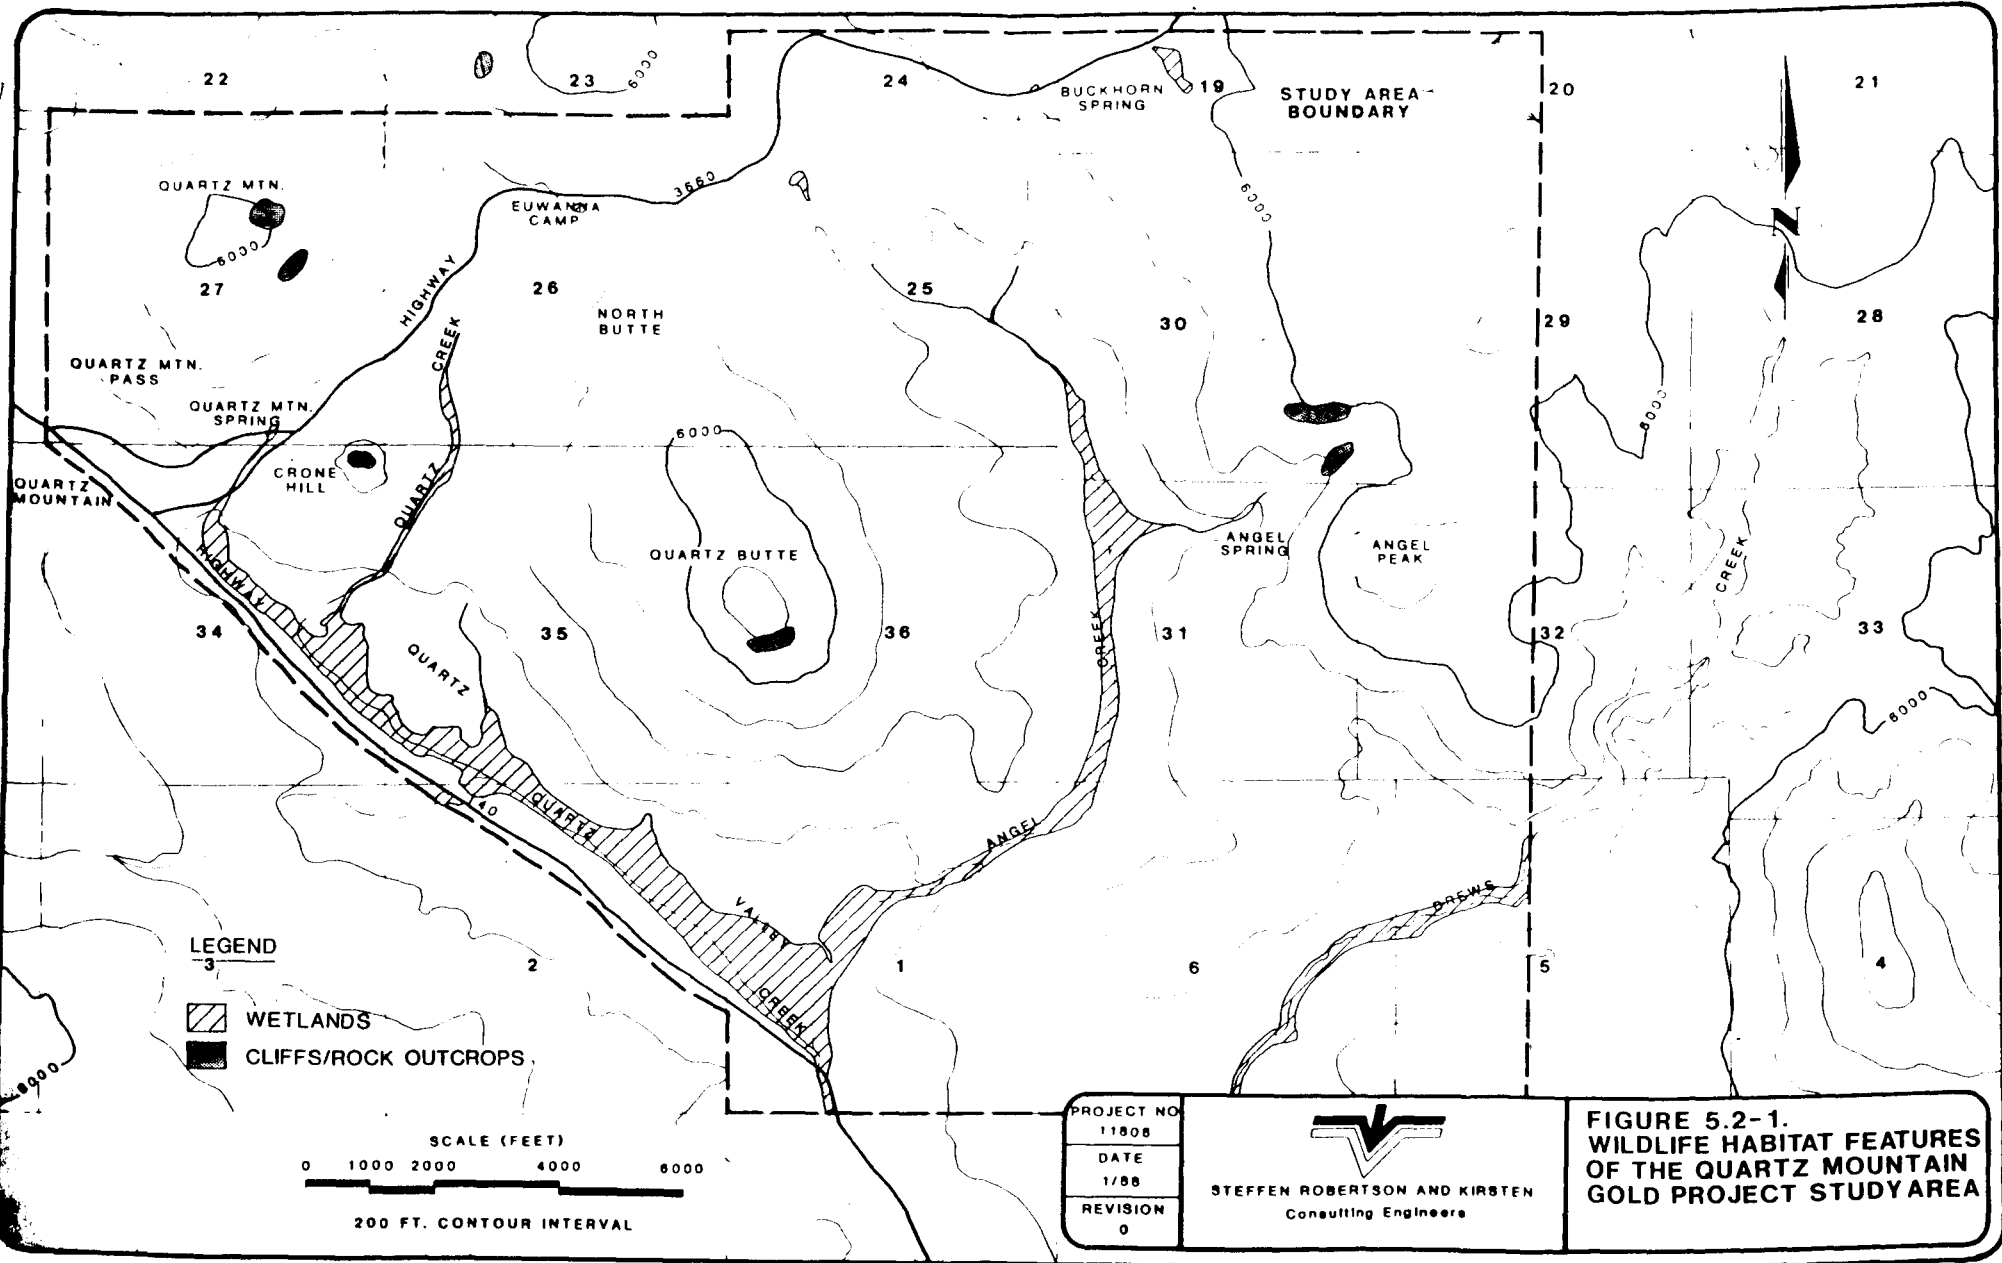 22
23
6000
24
BUCKHORN
SPRING
19
STUDY AREA
BOUNDARY
20
21
QUARTZ MTN.
6000
27
EUWANNA
CAMP
3660
HIGHWAY
26
NORTH
BUTTE
25
30
6000
29
28
N
QUARTZ MTN.
PASS
QUARTZ MTN.
SPRING
CREEK
QUARTZ
CRONE
HILL
QUARTZ
MOUNTAIN
6000
QUARTZ BUTTE
6000
ANGEL
SPRING
ANGEL
PEAK
CREEK
HIGHWAY
34
QUARTZ
35
36
CREEK
31
32
33
6000
140
QUARTZ
VALLEY
CREEK
ANGEL
DREWS
LEGEND
3
2
1
6
5
4
WETLANDS
CLIFFS/ROCK OUTCROPS
6000
SCALE (FEET)
0 1000 2000 4000 6000
200 FT. CONTOUR INTERVAL
PROJECT NO
11806
DATE
1/88
REVISION
0
STEFFEN ROBERTSON AND KIRSTEN
Consulting Engineers
FIGURE 5.2-1.
WILDLIFE HABITAT FEATURES
OF THE QUARTZ MOUNTAIN
GOLD PROJECT STUDY AREA